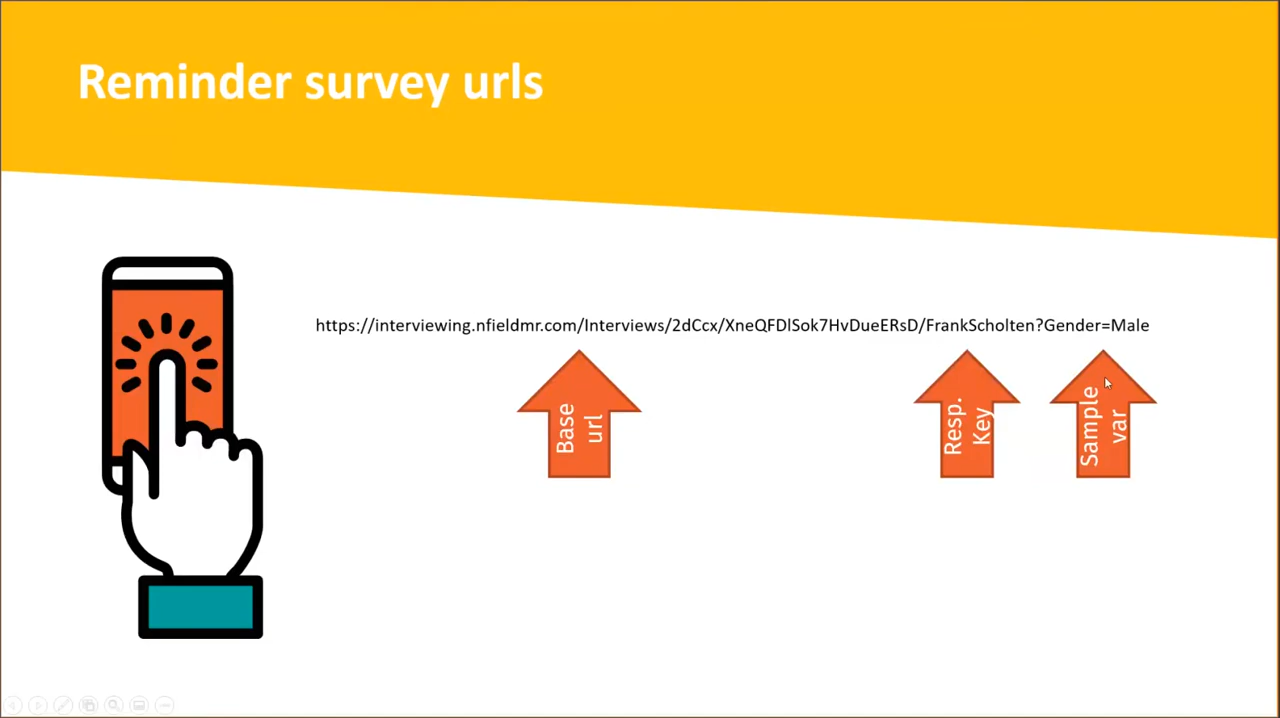 Reminder survey urls
https://interviewing.nfieldmr.com/Interviews/2dCcx/XneQFDlSok7HvDueERsD/FrankScholten?Gender=Male
Base
url
Resp.
Key
Sample
var